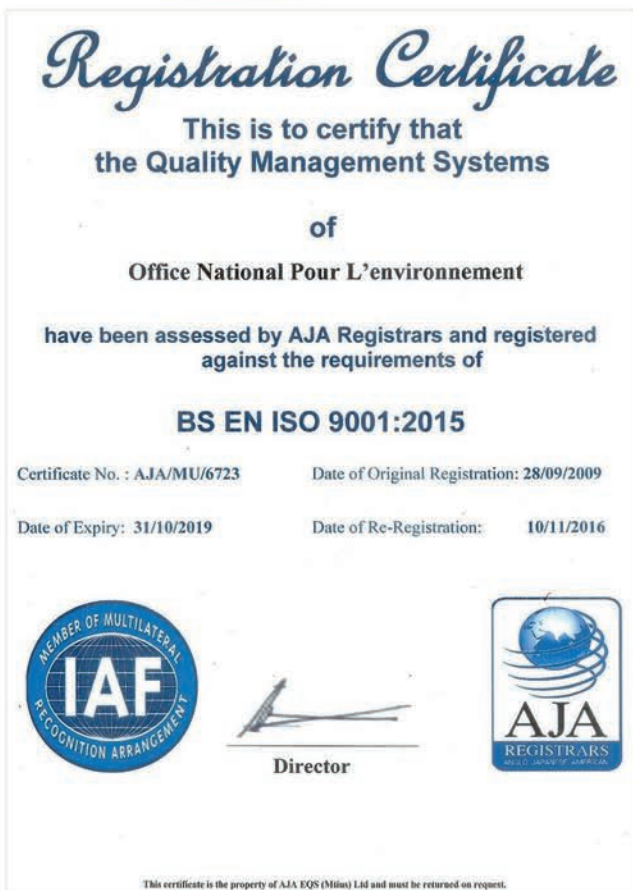 Registration Certificate
This is to certify that
the Quality Management Systems
of
Office National Pour L'environnement
have been assessed by AJA Registrars and registered
against the requirements of
BS EN ISO 9001:2015
Certificate No. : AJA/MU/6723
Date of Original Registration: 28/09/2009
Date of Expiry: 31/10/2019
Date of Re-Registration: 10/11/2016
MEMBER OF MULTILATERAL
IAF
RECOGNITION ARRANGEMENT
Director
AJA
REGISTRARS
ANGLO JAPANESE AMERICAN
This certificate is the property of AJA EQS (Mtius) Ltd and must be returned on request.